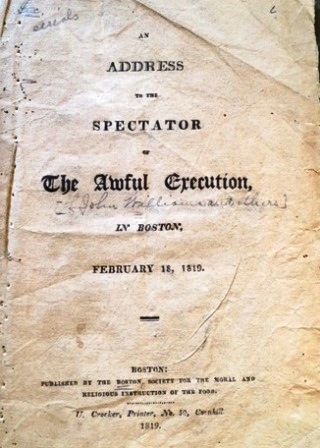 6
AN
ADDRESS
TO THE
SPECTATOR
OF
The Awful Execution,
[of John Williams and others]
IN BOSTON,
FEBRUARY 18, 1819.
BOSTON:
PUBLISHED BY THE BOSTON SOCIETY FOR THE MORAL AND
RELIGIOUS INSTRUCTION OF THE POOR.
U. Crocker, Printer, No. 50, Cornhill
1819.